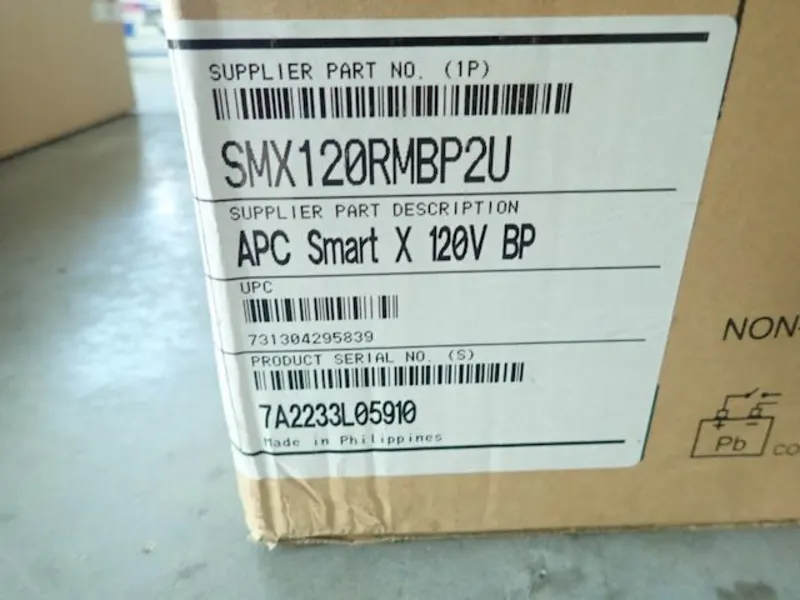 SUPPLIER PART NO. (1P)
SMX120RMBP2U
SUPPLIER PART DESCRIPTION
APC Smart X 120V BP
UPC
731304295839
PRODUCT SERIAL NO. (S)
7A2233L05910
Made in Philippines
NON-
+ −
Pb
CO